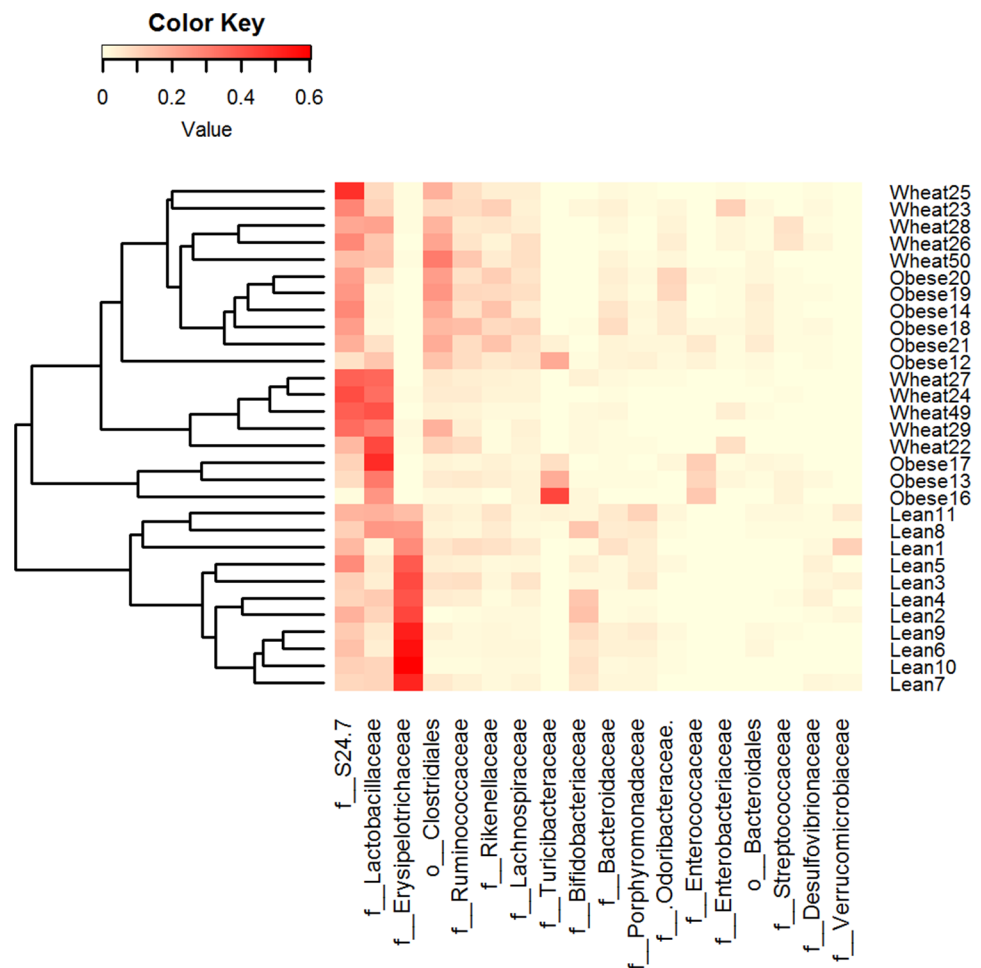 Color Key
0 0.2 0.4 0.6
Value
Wheat25
Wheat23
Wheat28
Wheat26
Wheat50
Obese20
Obese19
Obese14
Obese18
Obese21
Obese12
Wheat27
Wheat24
Wheat49
Wheat29
Wheat22
Obese17
Obese13
Obese16
Lean11
Lean8
Lean1
Lean5
Lean3
Lean4
Lean2
Lean9
Lean6
Lean10
Lean7
f__S24.7
f__Lactobacillaceae
f__Erysipelotrichaceae
o__Clostridiales
f__Ruminococcaceae
f__Rikenellaceae
f__Lachnospiraceae
f__Turicibacteraceae
f__Bifidobacteriaceae
f__Bacteroidaceae
f__Porphyromonadaceae
f__.Odoribacteraceae.
f__Enterococcaceae
f__Enterobacteriaceae
o__Bacteroidales
f__Streptococcaceae
f__Desulfovibrionaceae
f__Verrucomicrobiaceae